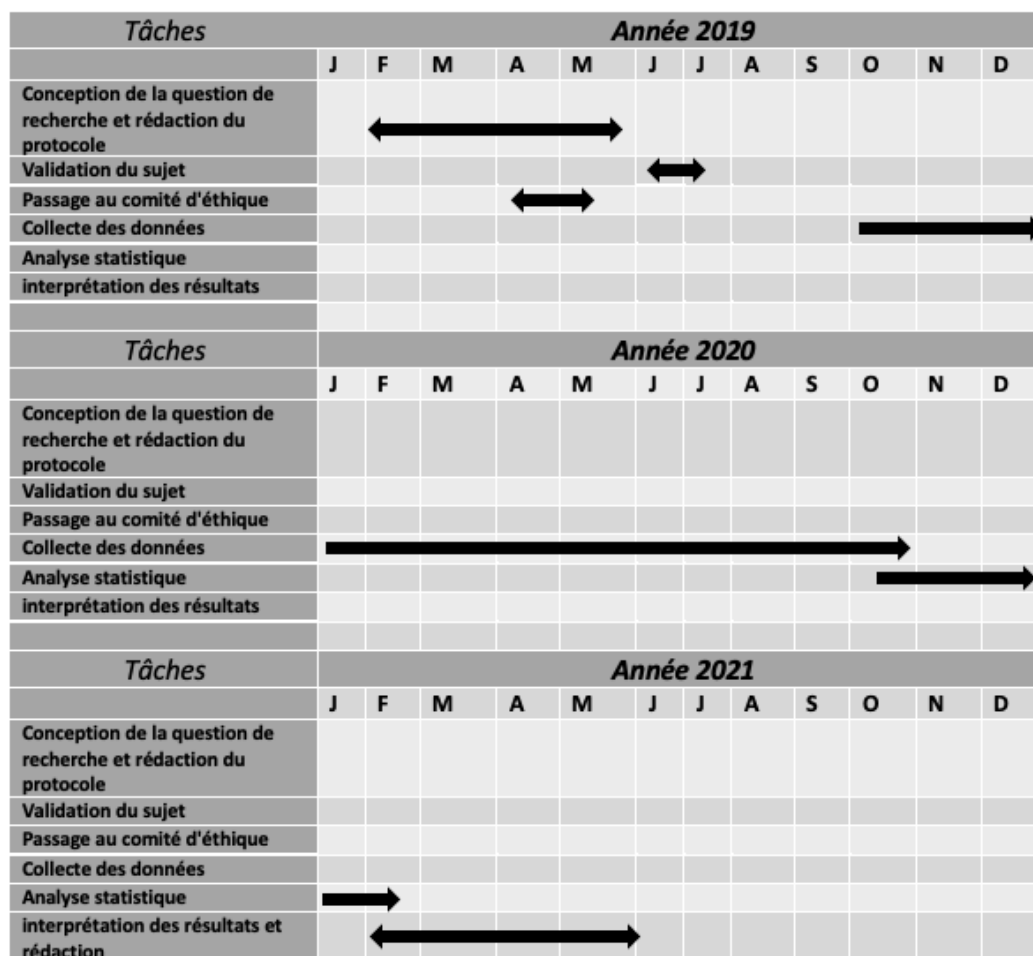 Tâches Année 2019
J F M A M J J A S O N D
Conception de la question de
recherche et rédaction du
protocole
Validation du sujet
Passage au comité d'éthique
Collecte des données
Analyse statistique
interprétation des résultats
Tâches Année 2020
J F M A M J J A S O N D
Conception de la question de
recherche et rédaction du
protocole
Validation du sujet
Passage au comité d'éthique
Collecte des données
Analyse statistique
interprétation des résultats
Tâches Année 2021
J F M A M J J A S O N D
Conception de la question de
recherche et rédaction du
protocole
Validation du sujet
Passage au comité d'éthique
Collecte des données
Analyse statistique
interprétation des résultats et
rédaction